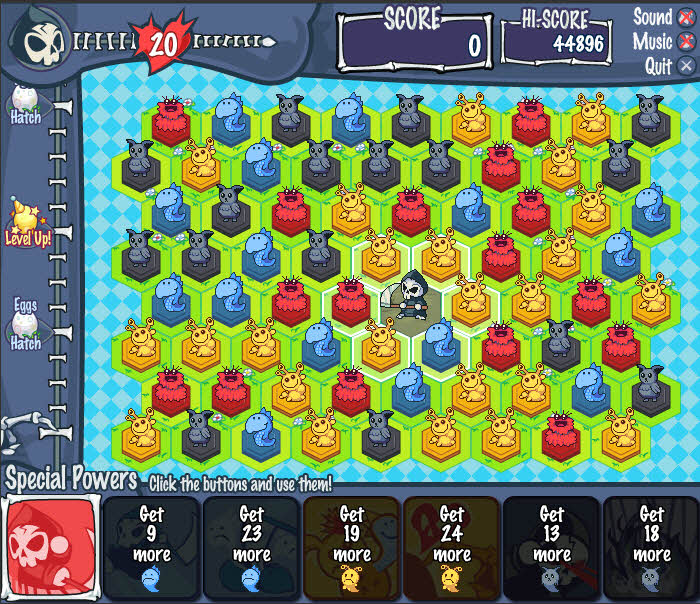 20
SCORE
0
HI-SCORE
44896
Sound
Music
Quit
Hatch
Level Up!
Eggs
Hatch
Special Powers
Click the buttons and use them!
Get
9
more
Get
23
more
Get
19
more
Get
24
more
Get
13
more
Get
18
more